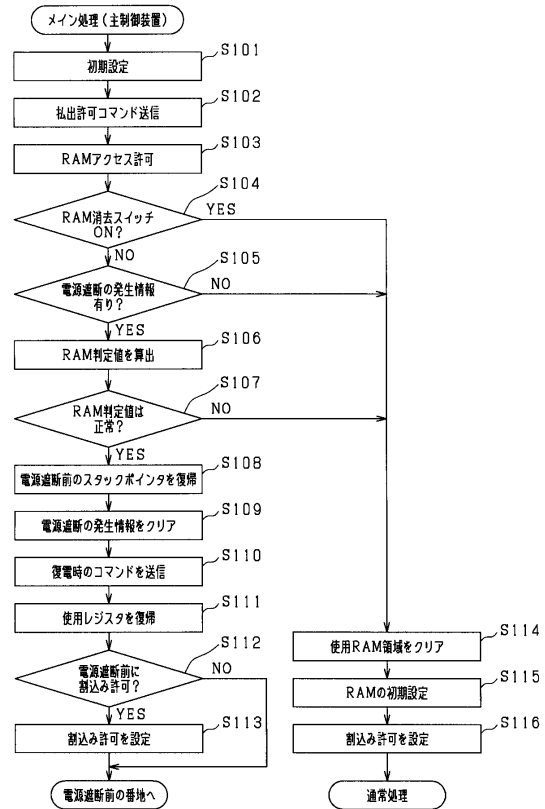 メイン処理(主制御装置)
S101
初期設定
S102
払出許可コマンド送信
S103
RAMアクセス許可
S104
RAM消去スイッチ
ON?
YES
NO
S105
電源遮断の発生情報
有り?
NO
YES
S106
RAM判定値を算出
S107
RAM判定値は
正常?
NO
YES
S108
電源遮断前のスタックポインタを復帰
S109
電源遮断の発生情報をクリア
S110
復電時のコマンドを送信
S111
使用レジスタを復帰
S112
電源遮断前に
割込み許可?
NO
YES
S113
割込み許可を設定
電源遮断前の番地へ
S114
使用RAM領域をクリア
S115
RAMの初期設定
S116
割込み許可を設定
通常処理